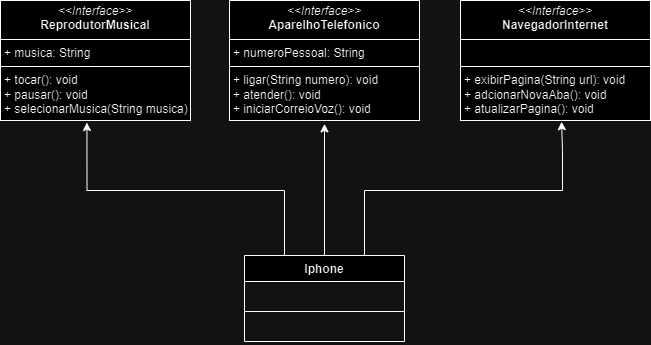 <<Interface>>
ReprodutorMusical
+ musica: String
+ tocar(): void
+ pausar(): void
+ selecionarMusica(String musica)
<<Interface>>
AparelhoTelefonico
+ numeroPessoal: String
+ ligar(String numero): void
+ atender(): void
+ iniciarCorreioVoz(): void
<<Interface>>
NavegadorInternet
+ exibirPagina(String url): void
+ adcionarNovaAba(): void
+ atualizarPagina(): void
Iphone